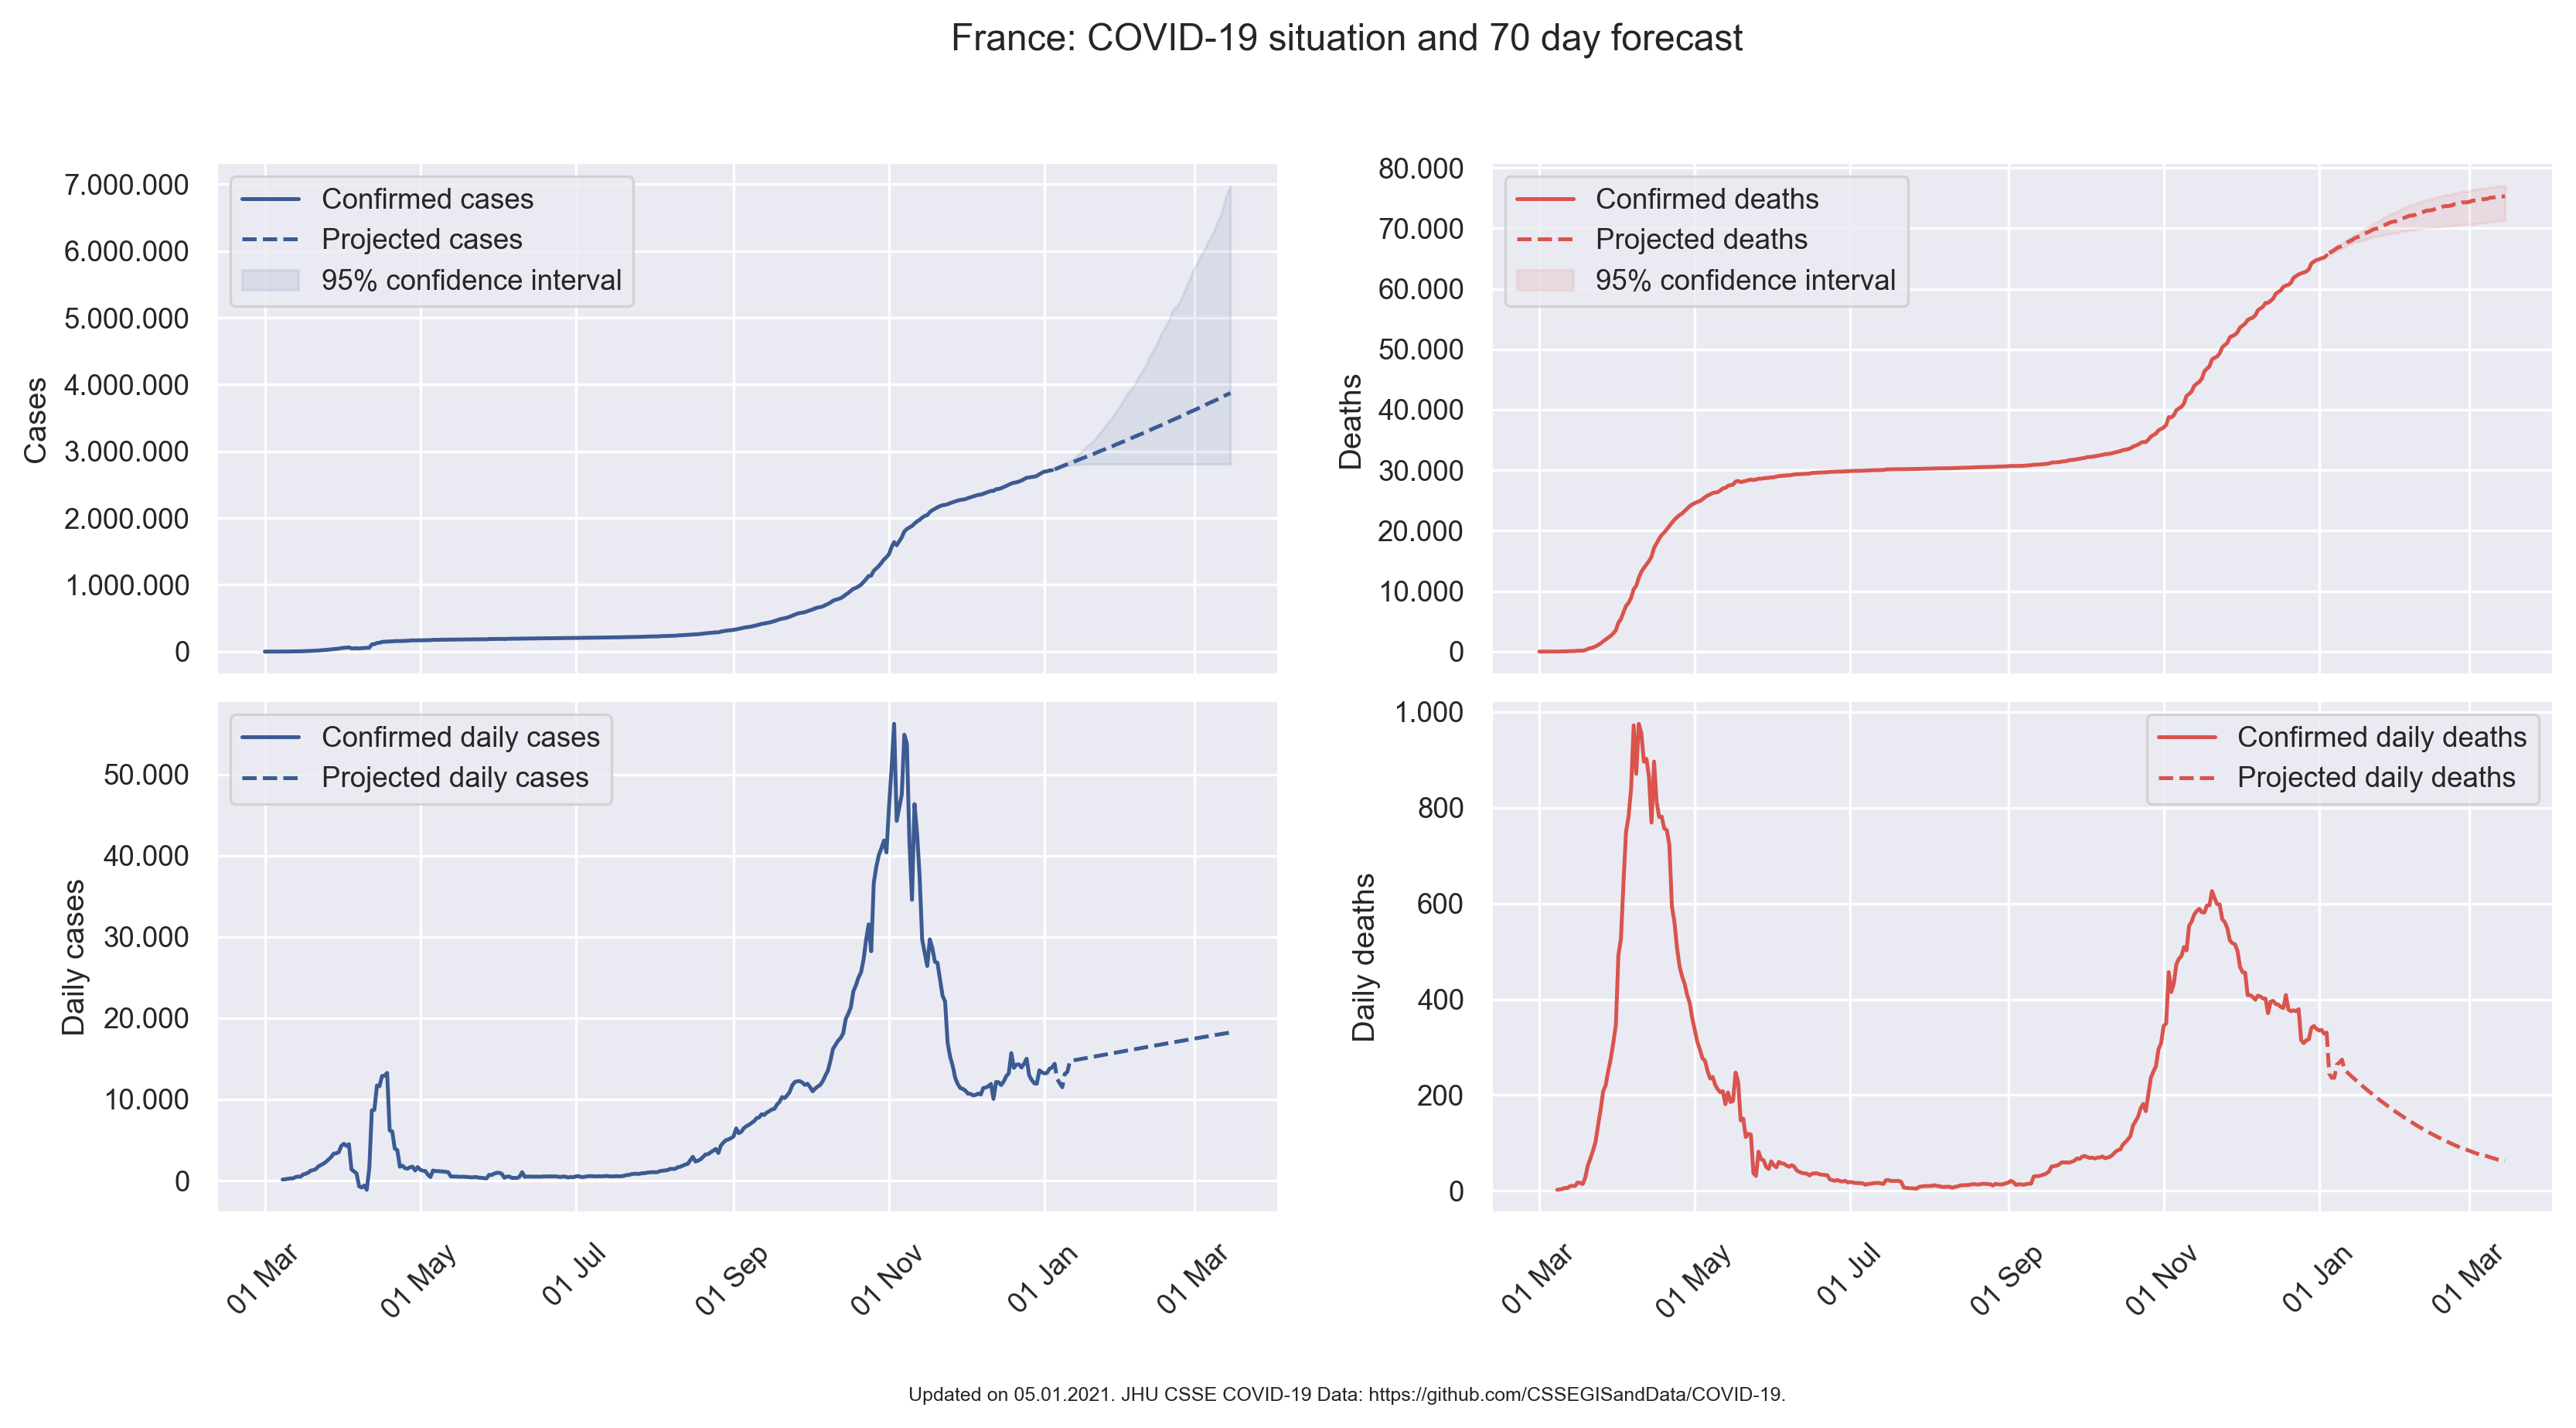 France: COVID-19 situation and 70 day forecast
Cases
7.000.000
6.000.000
5.000.000
4.000.000
3.000.000
2.000.000
1.000.000
0
Confirmed cases
Projected cases
95% confidence interval
Deaths
80.000
70.000
60.000
50.000
40.000
30.000
20.000
10.000
0
Confirmed deaths
Projected deaths
95% confidence interval
Daily cases
50.000
40.000
30.000
20.000
10.000
0
Confirmed daily cases
Projected daily cases
01 Mar
01 May
01 Jul
01 Sep
01 Nov
01 Jan
01 Mar
Daily deaths
1.000
800
600
400
200
0
Confirmed daily deaths
Projected daily deaths
01 Mar
01 May
01 Jul
01 Sep
01 Nov
01 Jan
01 Mar
Updated on 05.01.2021. JHU CSSE COVID-19 Data: https://github.com/CSSEGISandData/COVID-19.